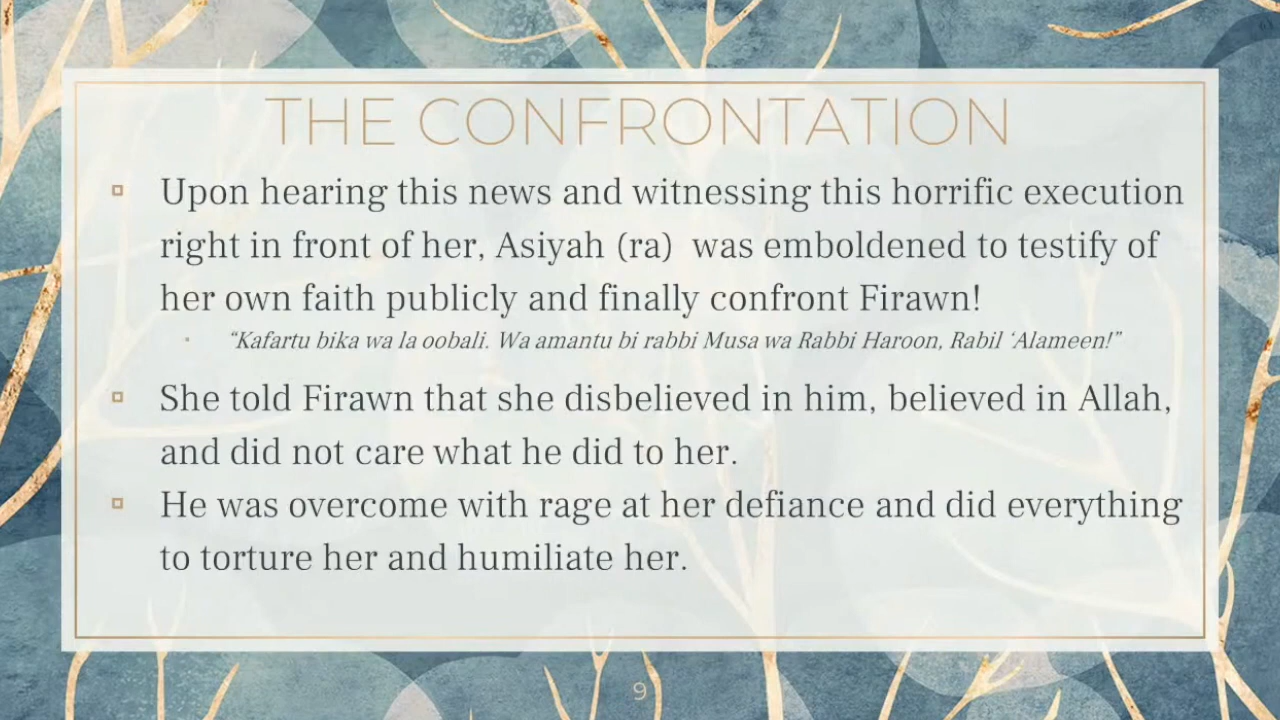 THE CONFRONTATION
Upon hearing this news and witnessing this horrific execution
right in front of her, Asiyah (ra) was emboldened to testify of
her own faith publicly and finally confront Firawn!
“Kafartu bika wa la oobali. Wa amantu bi rabbi Musa wa Rabbi Haroon, Rabil ‘Alameen!”
She told Firawn that she disbelieved in him, believed in Allah,
and did not care what he did to her.
He was overcome with rage at her defiance and did everything
to torture her and humiliate her.
9